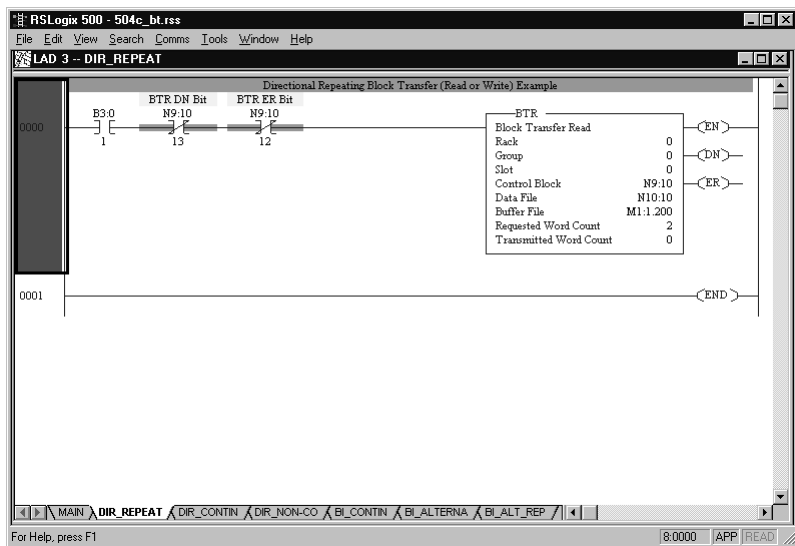 RSLogix 500 - 504c_bt.rss
File Edit View Search Comms Tools Window Help
LAD 3 -- DIR_REPEAT
Directional Repeating Block Transfer (Read or Write) Example
BTR DN Bit BTR ER Bit
B3:0 N9:10 N9:10
0000
1 13 12
BTR
Block Transfer Read
Rack 0
Group 0
Slot 0
Control Block N9:10
Data File N10:10
Buffer File M1:1.200
Requested Word Count 2
Transmitted Word Count 0
EN
DN
ER
0001 END
MAIN DIR_REPEAT DIR_CONTIN DIR_NON-CO BI_CONTIN BI_ALTERNA BI_ALT_REP
For Help, press F1 8:0000 APP READ